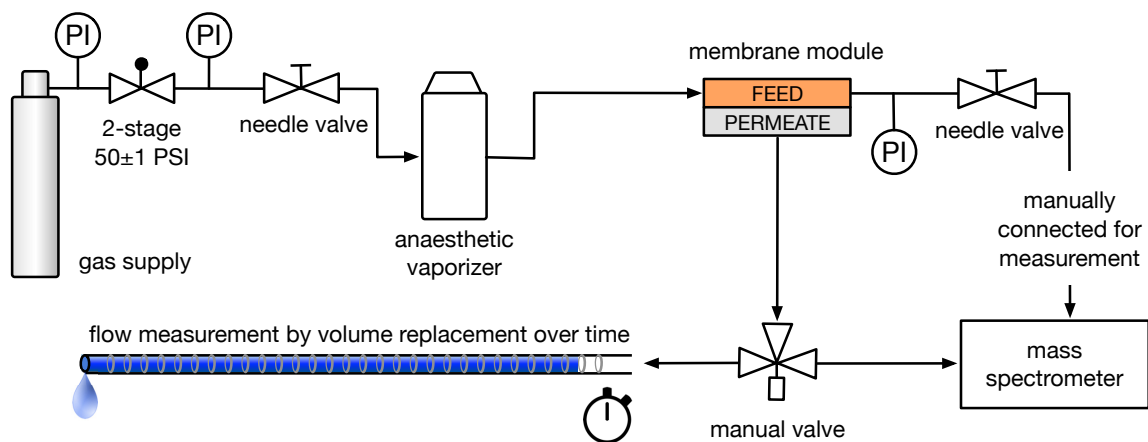 PI
PI
2-stage
50±1 PSI
needle valve
gas supply
anaesthetic
vaporizer
membrane module
FEED
PERMEATE
PI
needle valve
manually
connected for
measurement
flow measurement by volume replacement over time
manual valve
mass
spectrometer